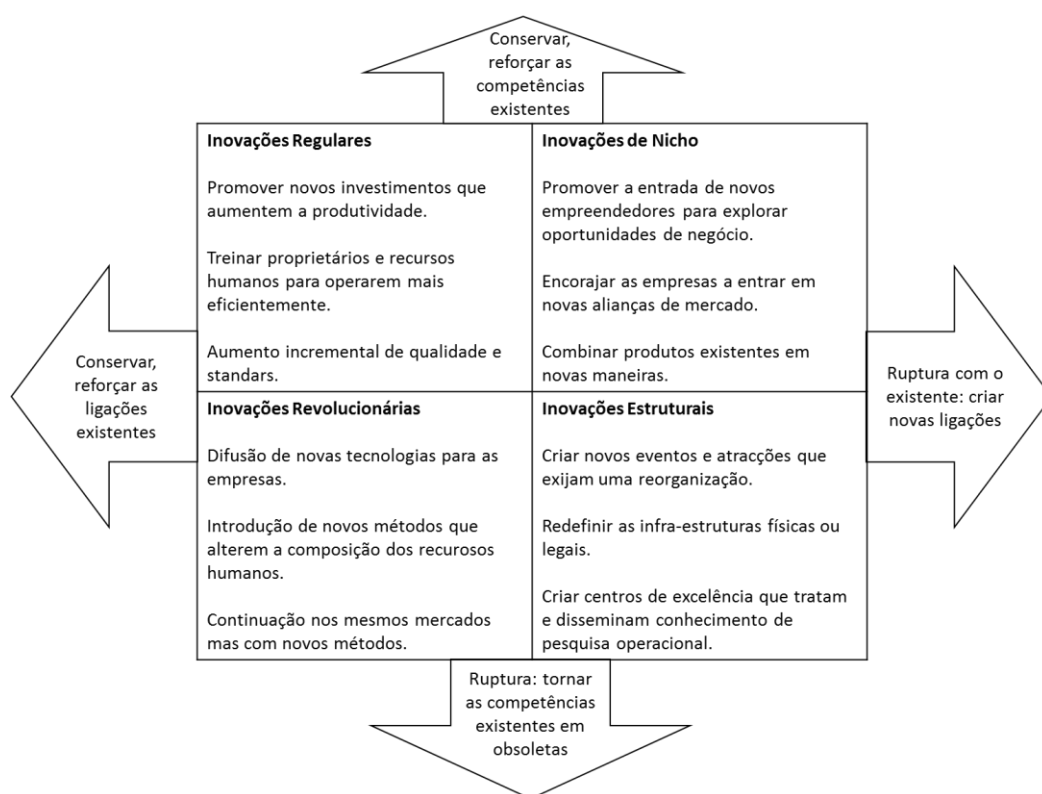 Conservar,
reforçar as
competências
existentes
Inovações Regulares
Promover novos investimentos que
aumentem a produtividade.
Treinar proprietários e recursos
humanos para operarem mais
eficientemente.
Aumento incremental de qualidade e
standars.
Inovações de Nicho
Promover a entrada de novos
empreendedores para explorar
oportunidades de negócio.
Encorajar as empresas a entrar em
novas alianças de mercado.
Combinar produtos existentes em
novas maneiras.
Conservar,
reforçar as
ligações
existentes
Ruptura com o
existente: criar
novas ligações
Inovações Revolucionárias
Difusão de novas tecnologias para as
empresas.
Introdução de novos métodos que
alterem a composição dos recurosos
humanos.
Continuação nos mesmos mercados
mas com novos métodos.
Inovações Estruturais
Criar novos eventos e atracções que
exijam uma reorganização.
Redefinir as infra-estruturas físicas ou
legais.
Criar centros de excelência que tratam
e disseminam conhecimento de
pesquisa operacional.
Ruptura: tornar
as competências
existentes em
obsoletas